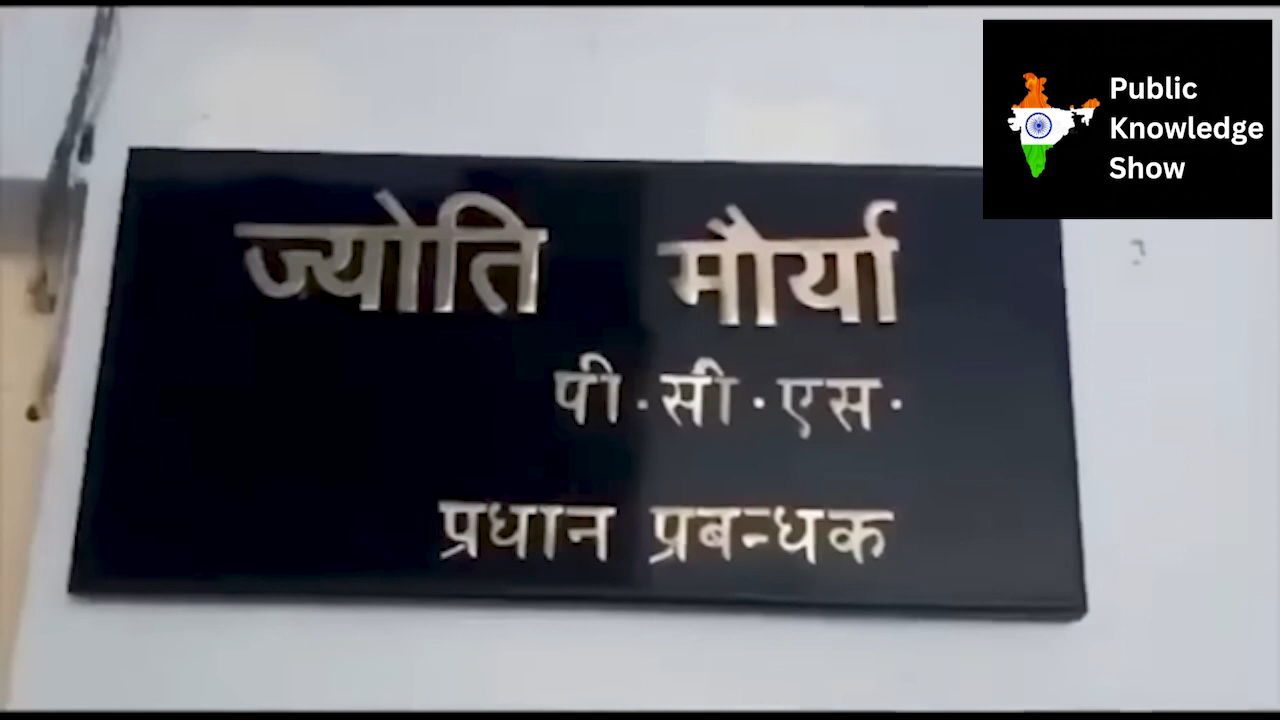 ज्योति मौर्या
पी·सी·एस·
प्रधान प्रबन्धक
Public
Knowledge
Show